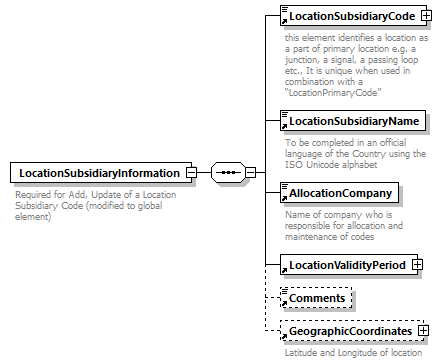 LocationSubsidiaryCode
this element identifies a location as
a part of primary location e.g. a
junction, a signal, a passing loop
etc., It is unique when used in
combination with a
"LocationPrimaryCode"
LocationSubsidiaryName
To be completed in an official
language of the Country using the
ISO Unicode alphabet
LocationSubsidiaryInformation
Required for Add, Update of a Location
Subsidiary Code (modified to global
element)
AllocationCompany
Name of company who is
responsible for allocation and
maintenance of codes
LocationValidityPeriod
Comments
GeographicCoordinates
Latitude and Longitude of location